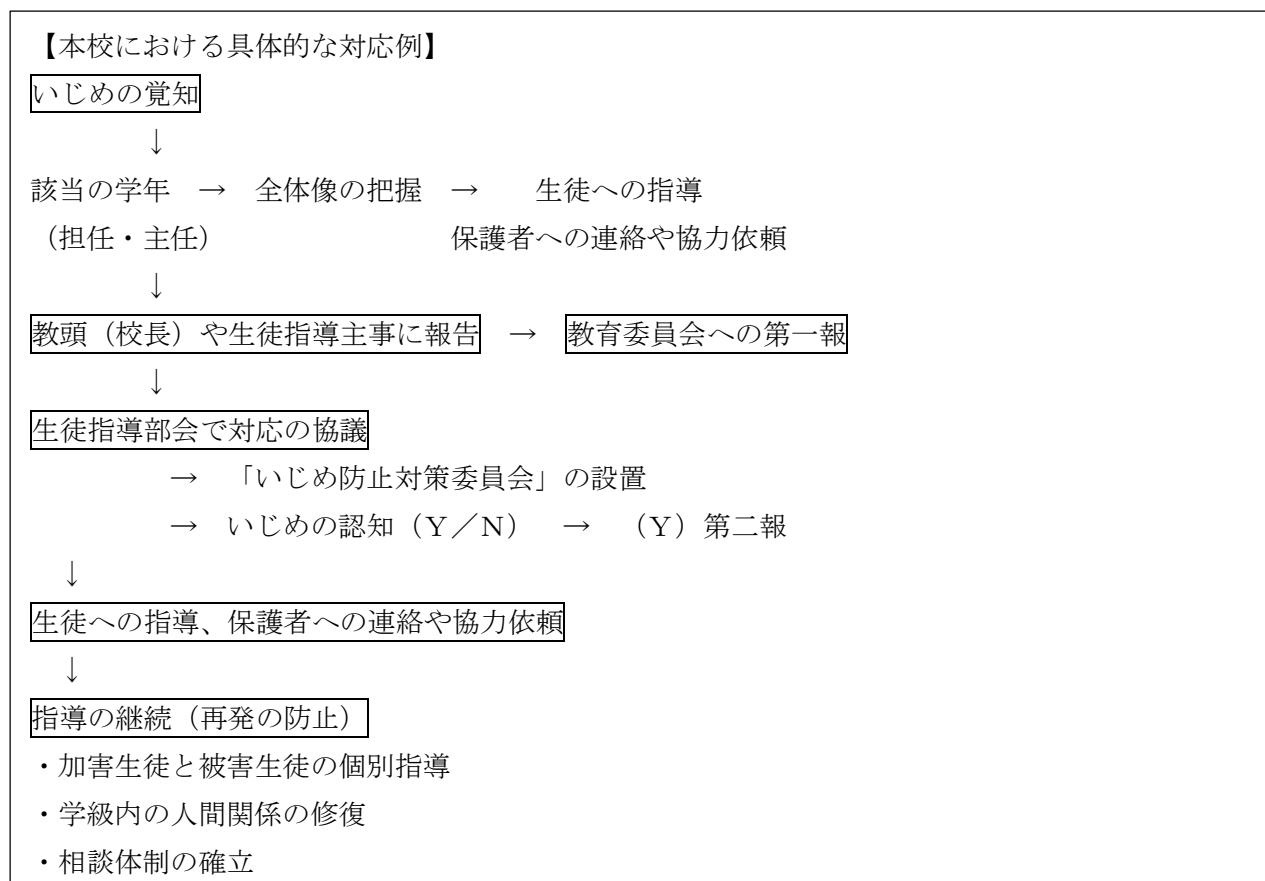 【本校における具体的な対応例】
いじめの覚知
↓
該当の学年　→　全体像の把握　→　　生徒への指導
（担任・主任）　　　　　　　保護者への連絡や協力依頼
↓
教頭（校長）や生徒指導主事に報告　→　教育委員会への第一報
↓
生徒指導部会で対応の協議
→　「いじめ防止対策委員会」の設置
→　いじめの認知（Ｙ／Ｎ）　→　（Ｙ）第二報
↓
生徒への指導、保護者への連絡や協力依頼
↓
指導の継続（再発の防止）
・加害生徒と被害生徒の個別指導
・学級内の人間関係の修復
・相談体制の確立